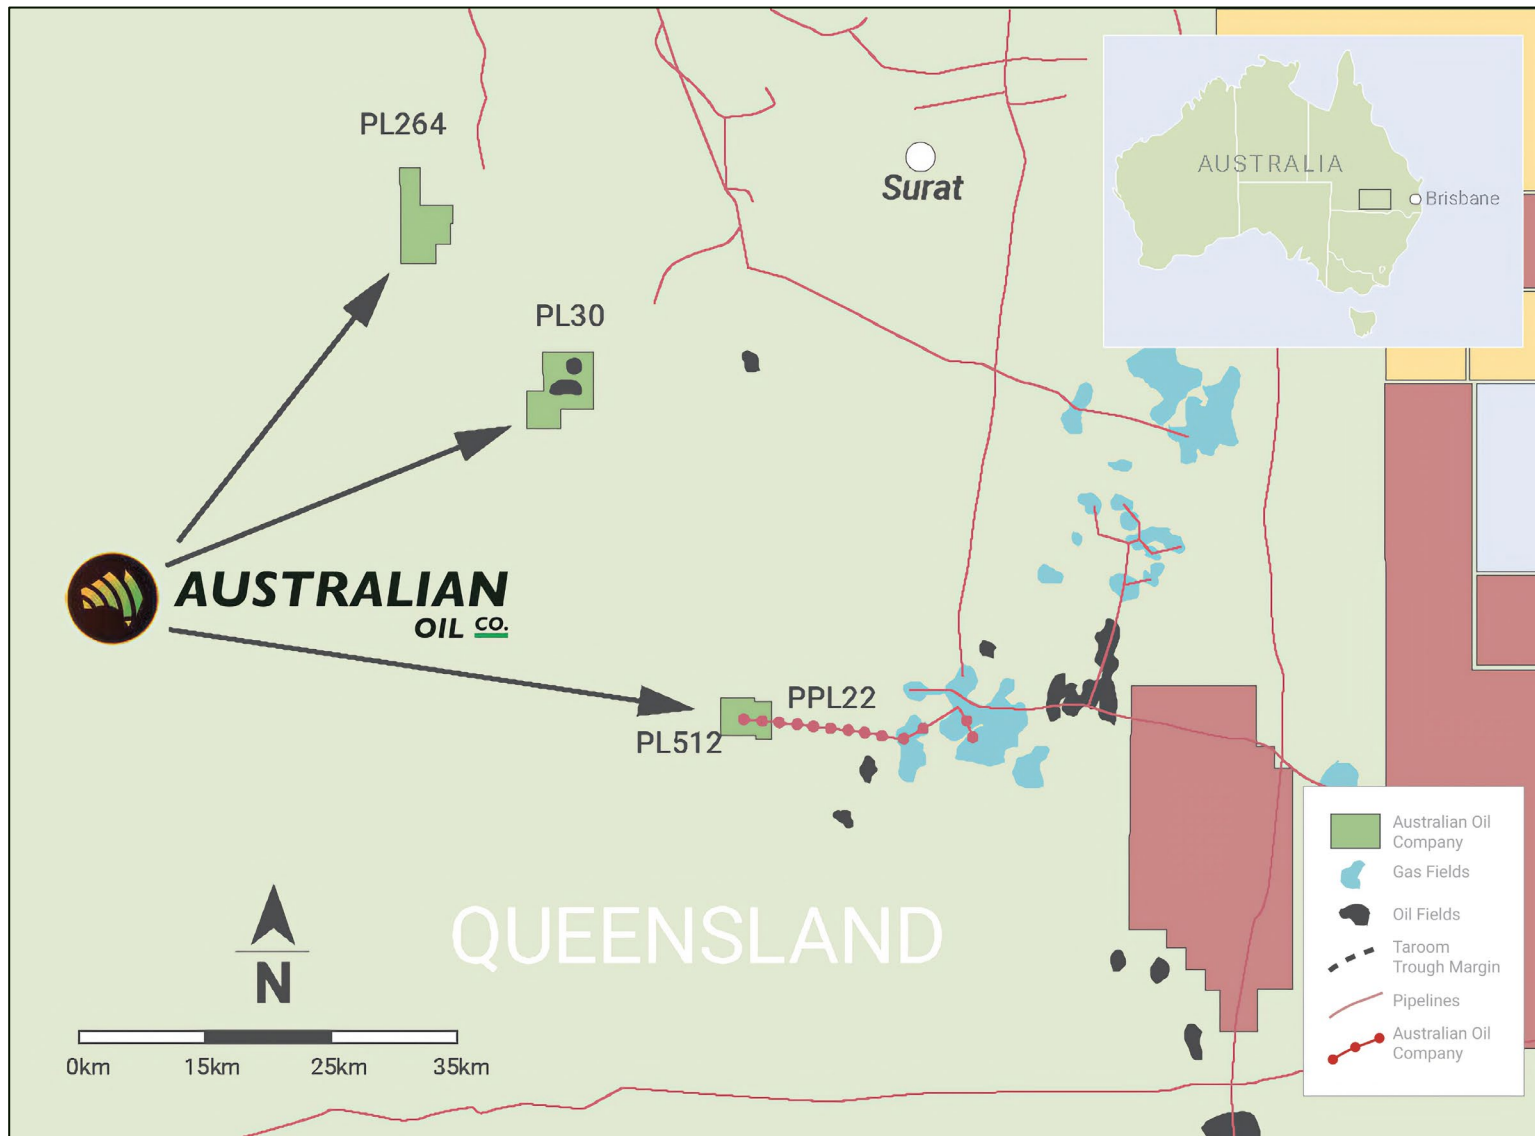 PL264
Surat
AUSTRALIA
Brisbane
PL30
AUSTRALIAN
OIL CO.
PPL22
PL512
QUEENSLAND
N
0km 15km 25km 35km
Australian Oil
Company
Gas Fields
Oil Fields
Taroom
Trough Margin
Pipelines
Australian Oil
Company